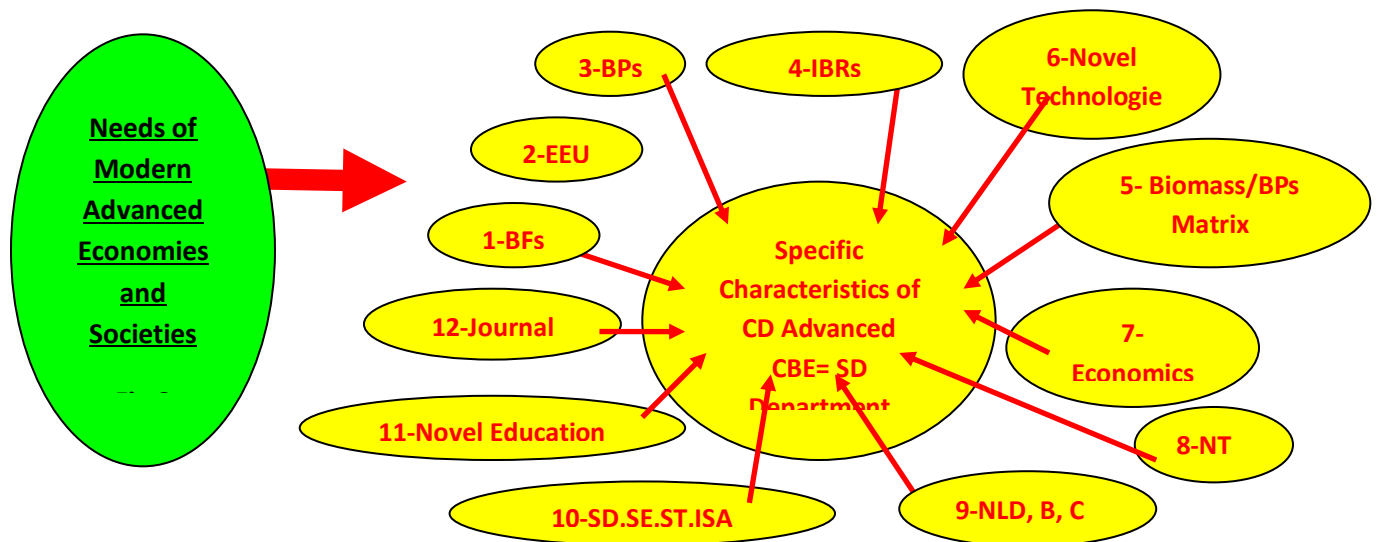 Needs of
Modern
Advanced
Economies
and
Societies
3-BPs
4-IBRs
6-Novel
Technologie
2-EEU
5- Biomass/BPs
Matrix
1-BFs
Specific
Characteristics of
CD Advanced
CBE= SD
Department
12-Journal
7-
Economics
11-Novel Education
8-NT
10-SD.SE.ST.ISA
9-NLD, B, C